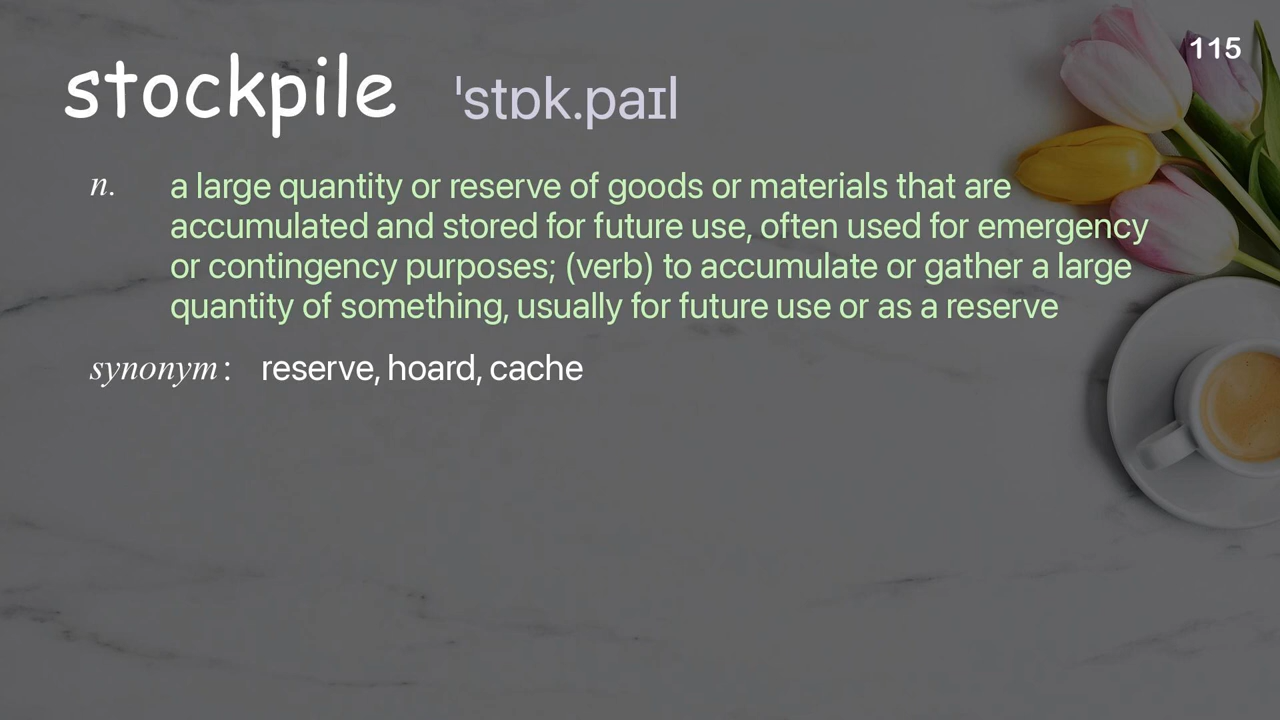 115
stockpile ˈstɒk.paɪl
n. a large quantity or reserve of goods or materials that are
accumulated and stored for future use, often used for emergency
or contingency purposes; (verb) to accumulate or gather a large
quantity of something, usually for future use or as a reserve
synonym: reserve, hoard, cache